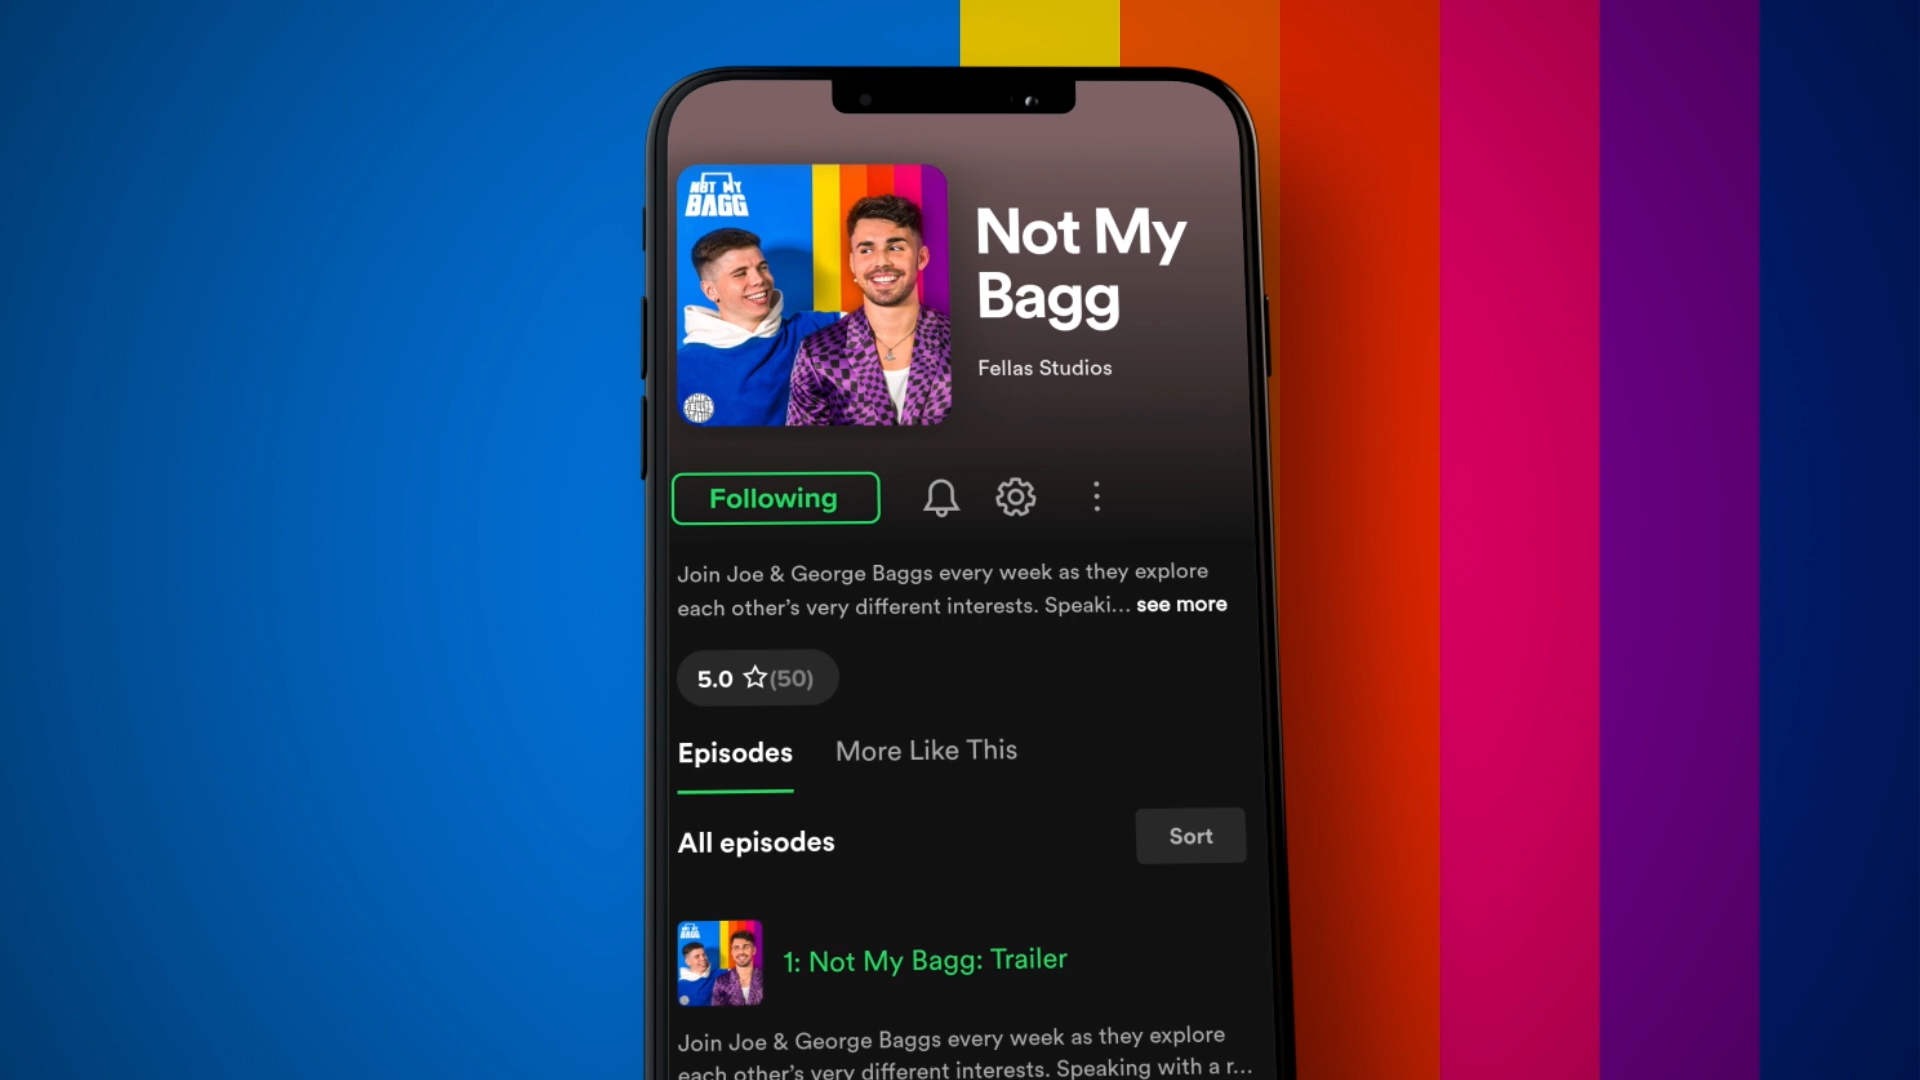 NOT MY
BAGG
Not My
Bagg
Fellas Studios
Following
Join Joe & George Baggs every week as they explore
each other's very different interests. Speaki... see more
5.0 (50)
Episodes More Like This
All episodes
Sort
NOT MY
BAGG
1: Not My Bagg: Trailer
Join Joe & George Baggs every week as they explore
each other's very different interests. Speaking with a r...